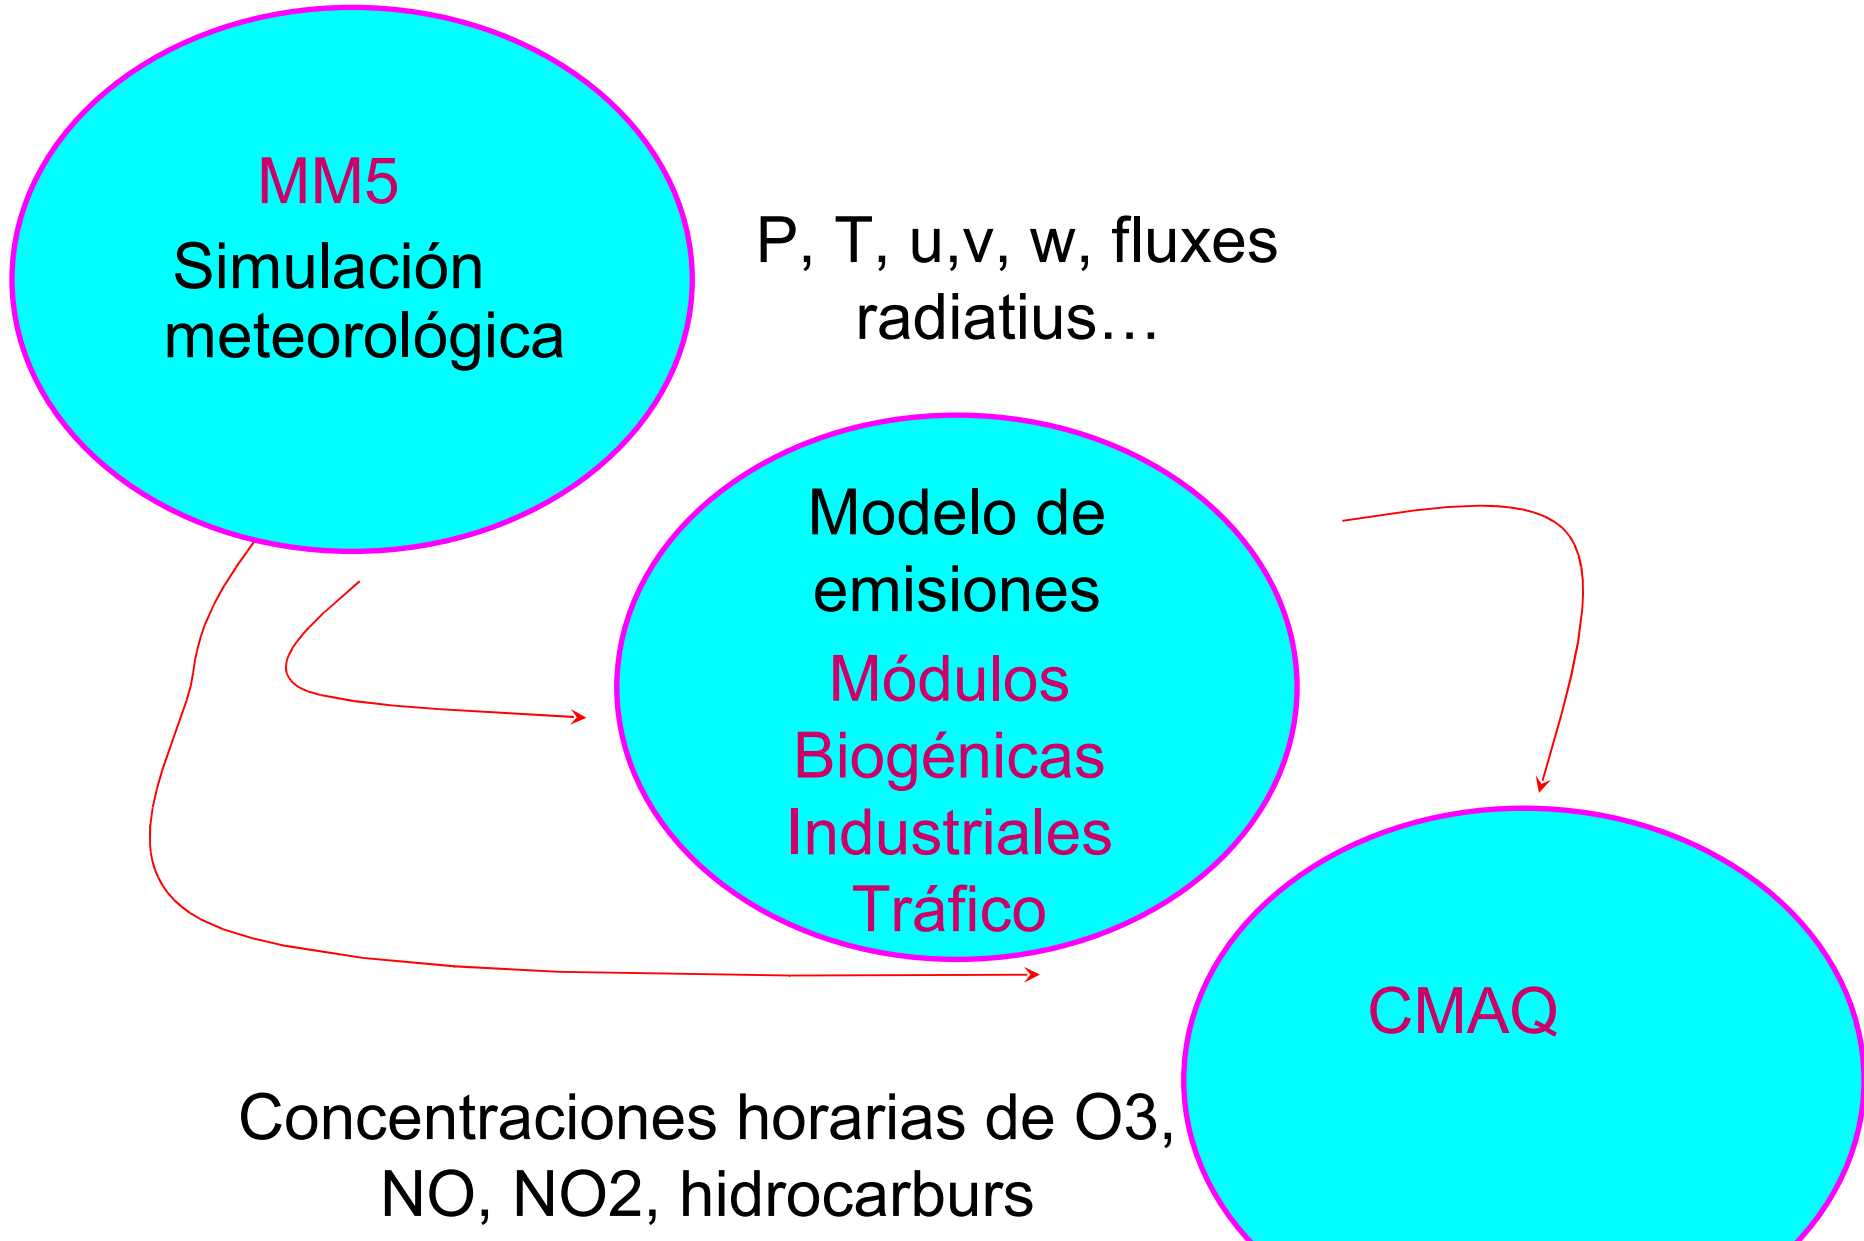 MM5
Simulación
meteorológica
P, T, u,v, w, fluxes
radiatius…
Modelo de
emisiones
Módulos
Biogénicas
Industriales
Tráfico
CMAQ
Concentraciones horarias de O3,
NO, NO2, hidrocarburs